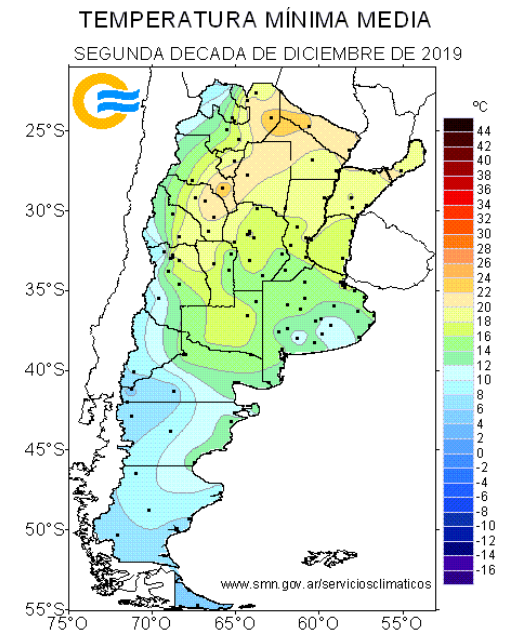 TEMPERATURA MÍNIMA MEDIA
SEGUNDA DECADA DE DICIEMBRE DE 2019
ºC
44
42
40
38
36
34
32
30
28
26
24
22
20
18
16
14
12
10
8
6
4
2
0
-2
-4
-6
-8
-10
-12
-14
-16
25°S
30°S
35°S
40°S
45°S
50°S
55°S
www.smn.gov.ar/serviciosclimaticos
75°O
70°O
65°O
60°O
55°O